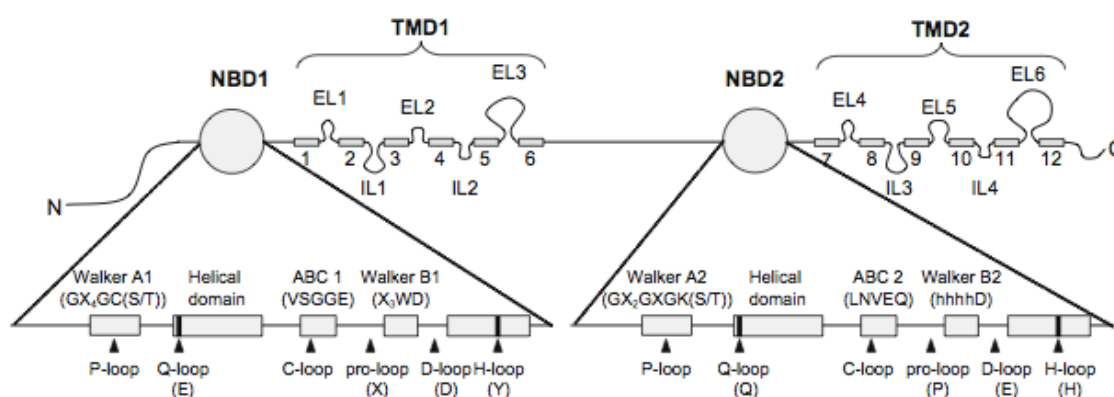 TMD1
TMD2
NBD1
EL3
NBD2
EL6
EL1
EL2
EL4
EL5
1
2
3
4
5
6
7
8
9
10
11
12
C
N
IL1
IL2
IL3
IL4
Walker A1
(GX4GC(S/T))
Helical
domain
ABC 1
(VSGGE)
Walker B1
(X3WD)
Walker A2
(GX2GXGK(S/T))
Helical
domain
ABC 2
(LNVEQ)
Walker B2
(hhhhD)
P-loop
Q-loop
(E)
C-loop
pro-loop
(X)
D-loop
(D)
H-loop
(Y)
P-loop
Q-loop
(Q)
C-loop
pro-loop
(P)
D-loop
(E)
H-loop
(H)